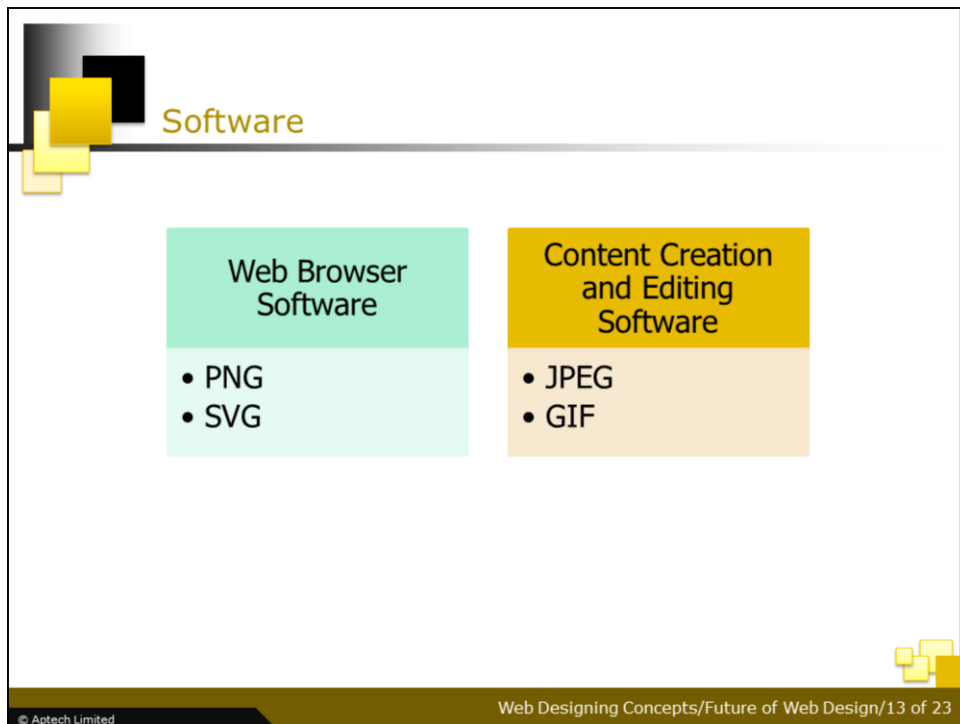 Software
Web Browser
Software
• PNG
• SVG
Content Creation
and Editing
Software
• JPEG
• GIF
Web Designing Concepts/Future of Web Design/13 of 23
© Aptech Limited